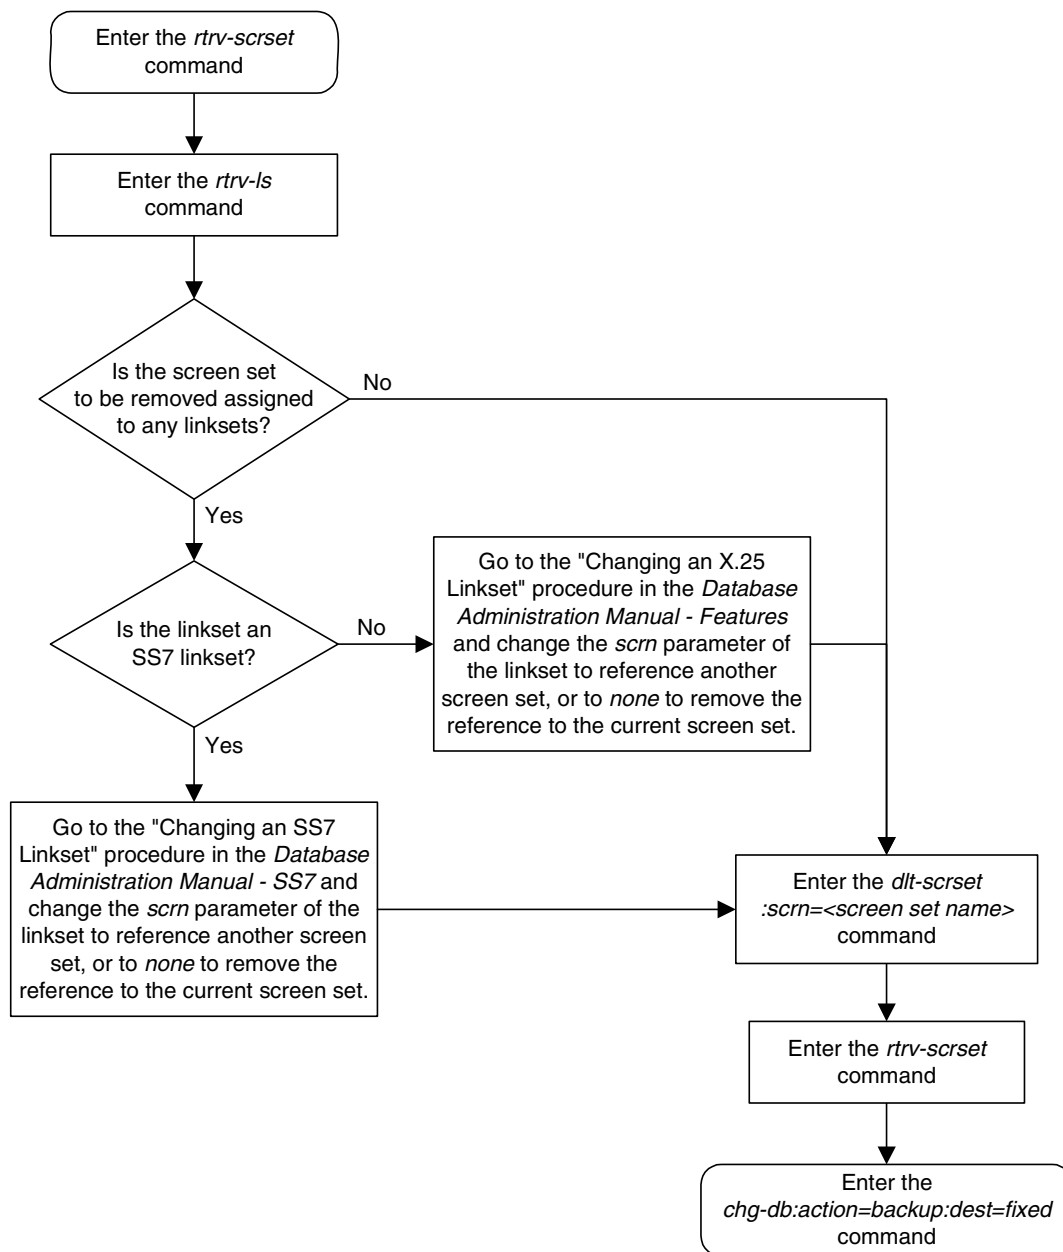 Enter the rtrv-scrset
command
Enter the rtrv-ls
command
Is the screen set
to be removed assigned
to any linksets?
No
Yes
Is the linkset an
SS7 linkset?
No
Go to the "Changing an X.25
Linkset" procedure in the Database
Administration Manual - Features
and change the scrn parameter of
the linkset to reference another
screen set, or to none to remove the
reference to the current screen set.
Yes
Go to the "Changing an SS7
Linkset" procedure in the Database
Administration Manual - SS7 and
change the scrn parameter of the
linkset to reference another screen
set, or to none to remove the
reference to the current screen set.
Enter the dlt-scrset
:scrn=<screen set name>
command
Enter the rtrv-scrset
command
Enter the
chg-db:action=backup:dest=fixed
command